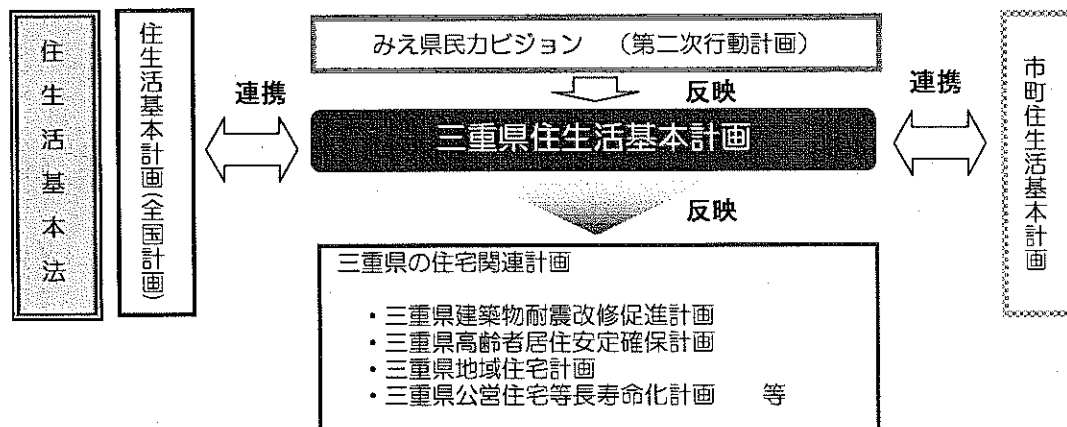 住生活基本法
住生活基本計画(全国計画)
連携
みえ県民力ビジョン　(第二次行動計画)
反映
三重県住生活基本計画
連携
市町住生活基本計画
反映
三重県の住宅関連計画
・三重県建築物耐震改修促進計画
・三重県高齢者居住安定確保計画
・三重県地域住宅計画
・三重県公営住宅等長寿命化計画　等